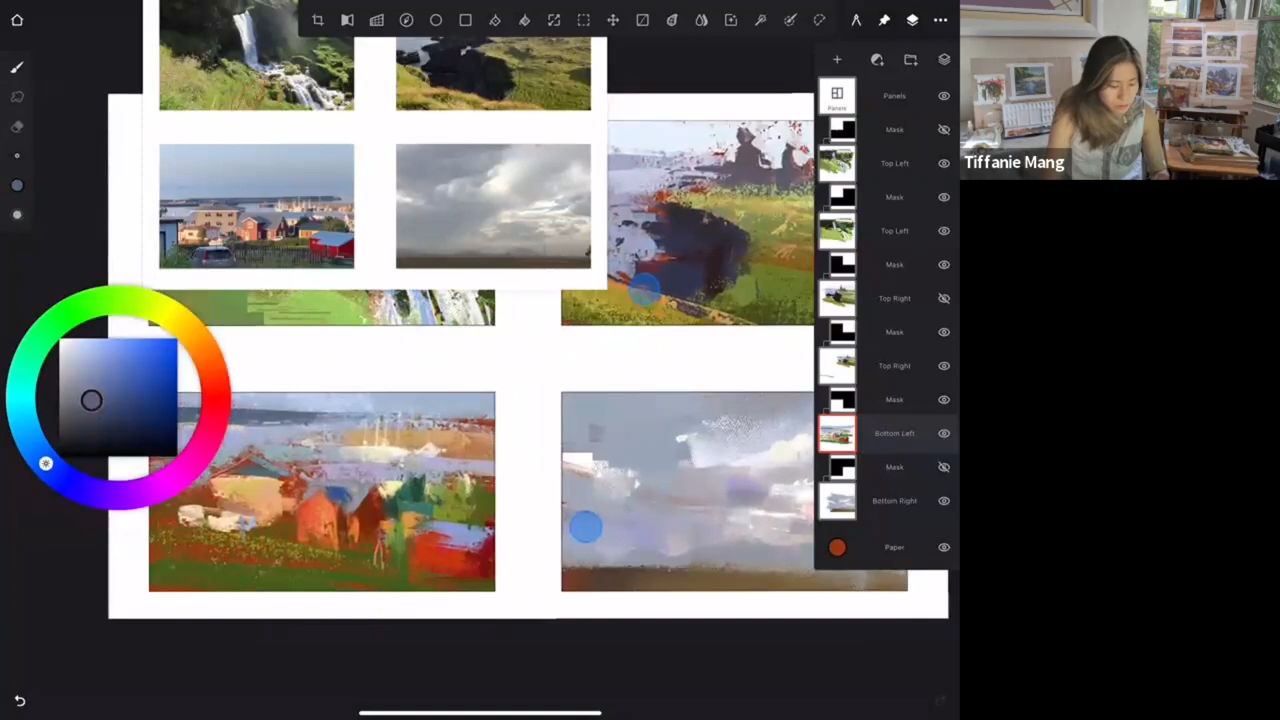 Panels
Panels
Mask
Top Left
Mask
Top Left
Mask
Top Right
Mask
Top Right
Mask
Bottom Left
Mask
Bottom Right
Paper
Tiffanie Mang